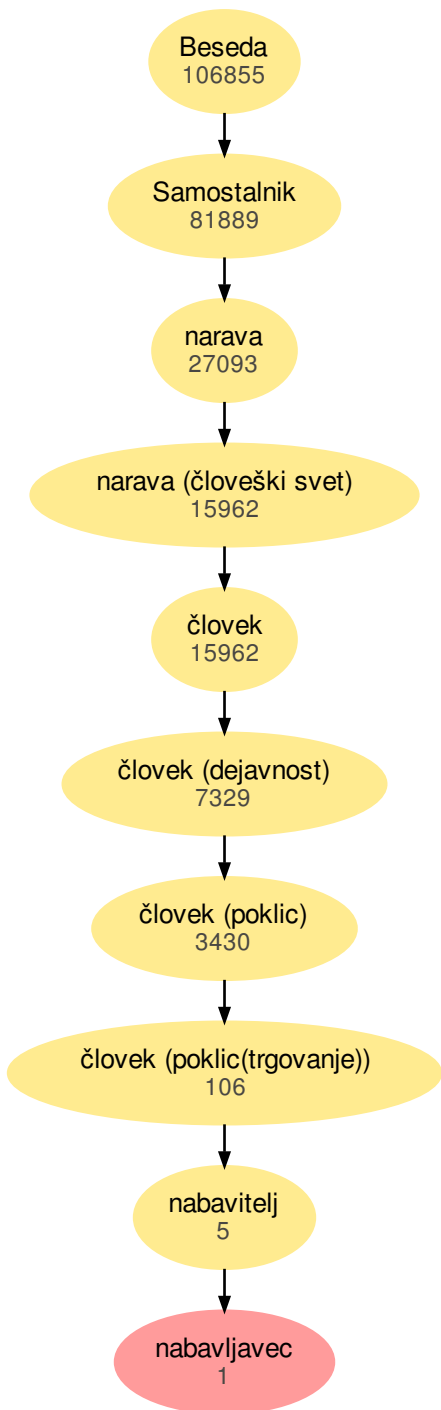 Beseda
106855
Samostalnik
81889
narava
27093
narava (človeški svet)
15962
človek
15962
človek (dejavnost)
7329
človek (poklic)
3430
človek (poklic(trgovanje))
106
nabavitelj
5
nabavljavec
1